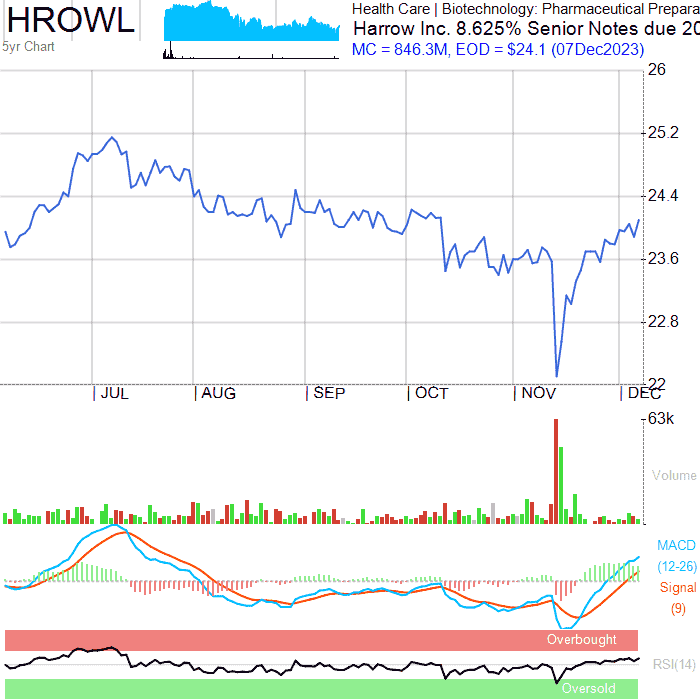 HROWL
5yr Chart
Health Care | Biotechnology: Pharmaceutical Prepara
Harrow Inc. 8.625% Senior Notes due 20
MC = 846.3M, EOD = $24.1 (07Dec2023)
26
25.2
24.4
23.6
22.8
22
JUL AUG SEP OCT NOV DEC
63k
Volume
MACD
(12-26)
Signal
(9)
Overbought
RSI(14)
Oversold